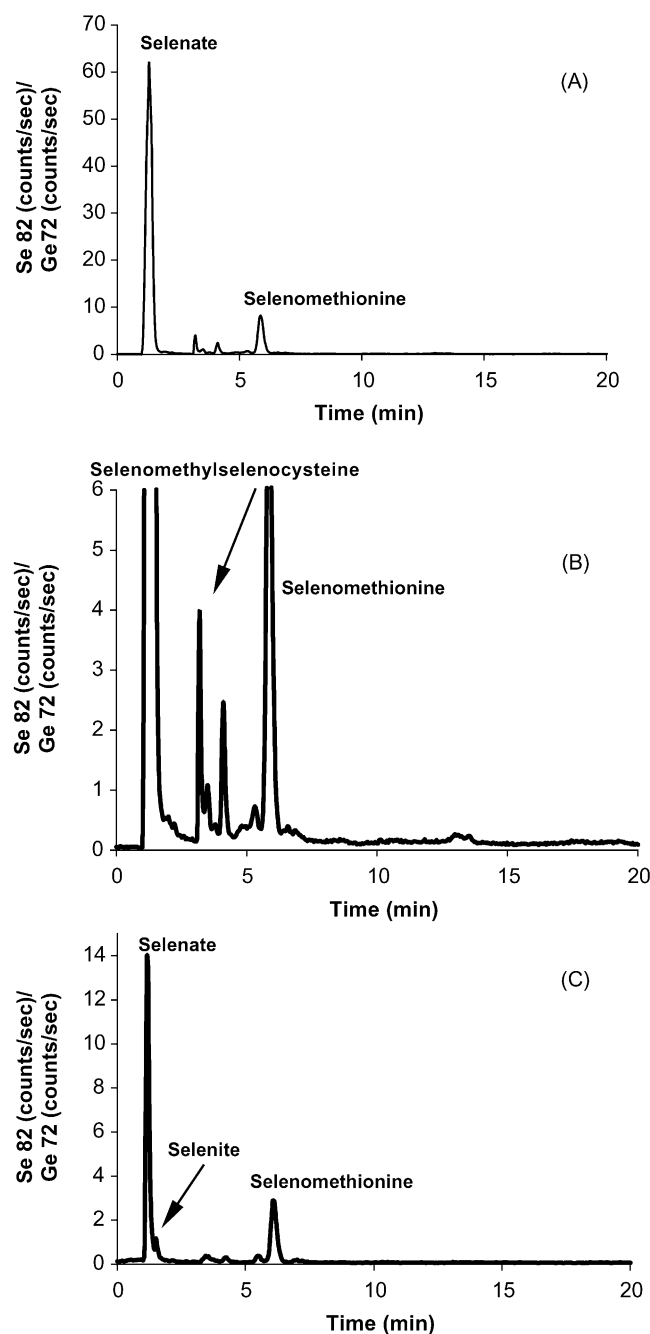 70
60
50
40
30
20
10
0
Se 82 (counts/sec)/
Ge 72 (counts/sec)
Selenate
(A)
Selenomethionine
0 5 10 15 20
Time (min)
Selenomethylselenocysteine
6
5
4
3
2
1
0
Se 82 (counts/sec)/
Ge 72 (counts/sec)
(B)
Selenomethionine
0 5 10 15 20
Time (min)
14
12
10
8
6
4
2
0
Se 82 (counts/sec)/
Ge 72 (counts/sec)
Selenate
(C)
Selenite
Selenomethionine
0 5 10 15 20
Time (min)